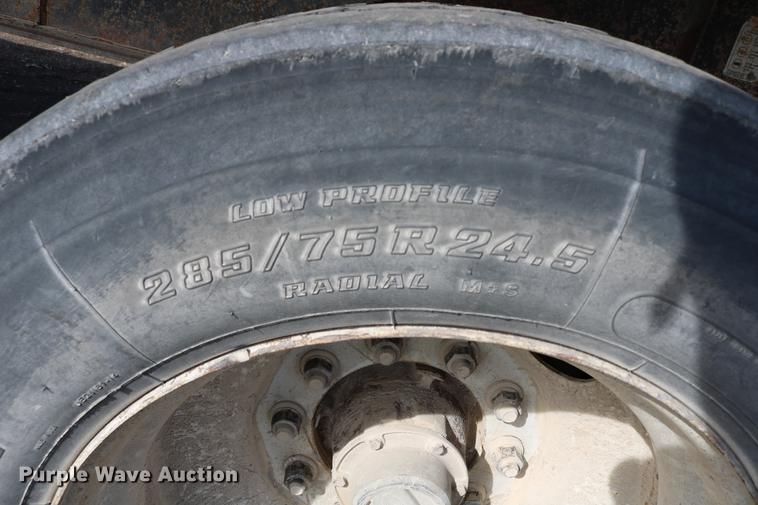 LOW PROFILE
285/75R24.5
RADIAL M+S
Purple Wave Auction